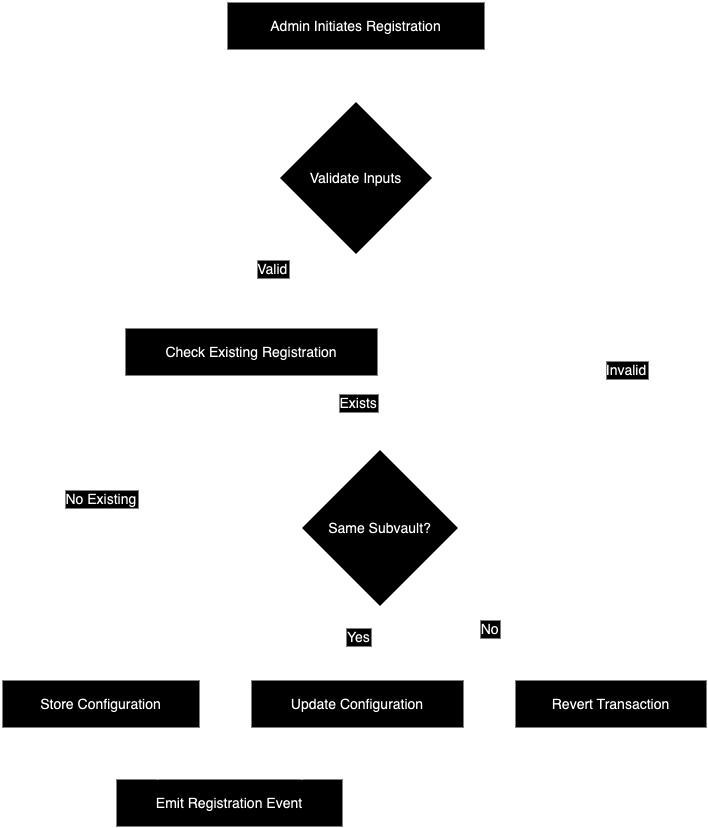 Admin Initiates Registration
Validate Inputs
Valid
Check Existing Registration
Invalid
Exists
No Existing
Same Subvault?
No
Yes
Store Configuration
Update Configuration
Revert Transaction
Emit Registration Event